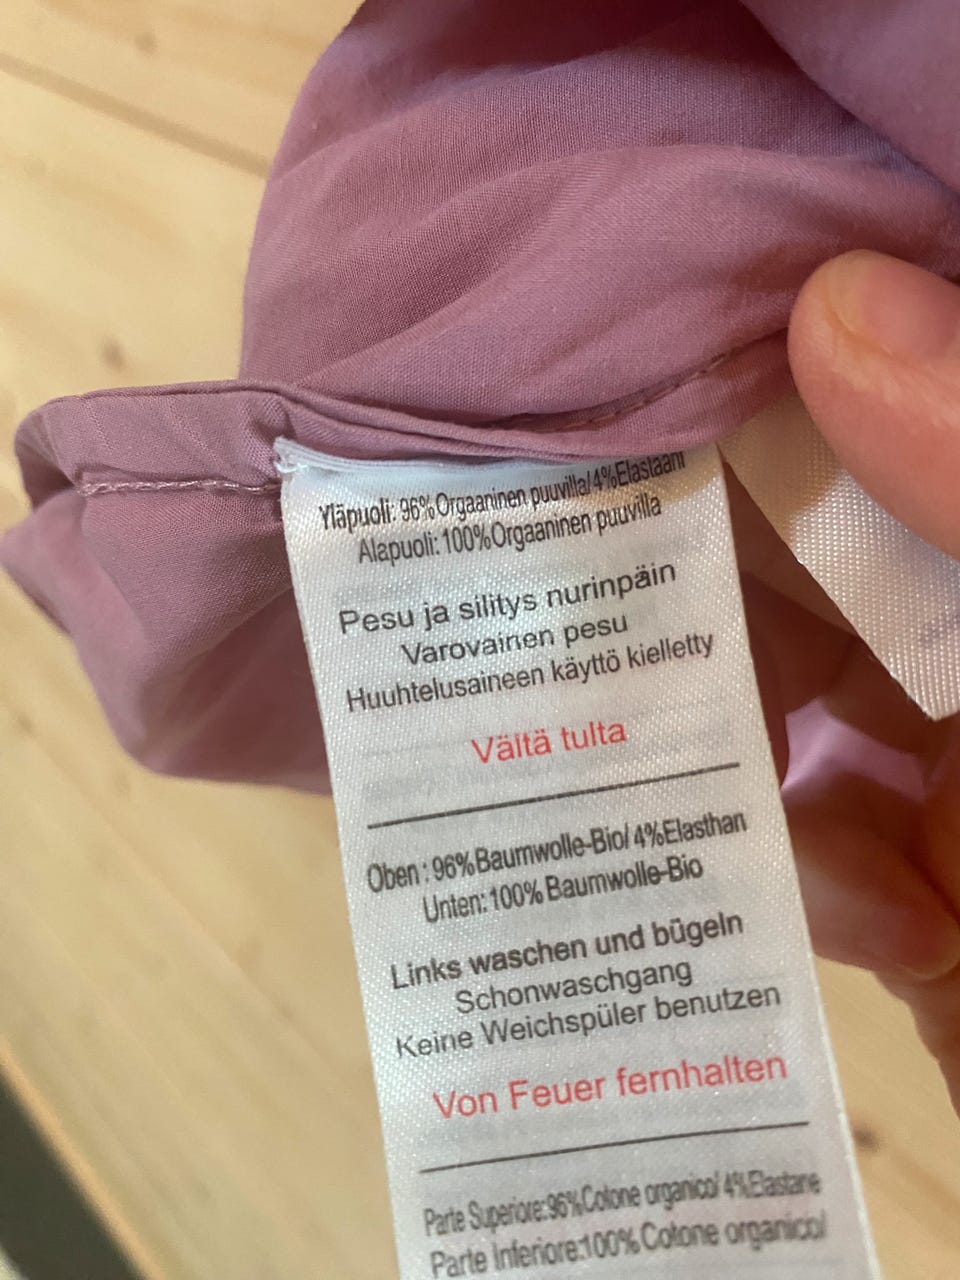 Yläpuoli: 96%Orgaaninen puuvilla/4%Elastaani
Alapuoli: 100%Orgaaninen puuvilla
Pesu ja silitys nurinpäin
Varovainen pesu
Huuhtelusaineen käyttö kielletty
Vältä tulta
Oben: 96%Baumwolle-Bio/4%Elasthan
Unten: 100% Baumwolle-Bio
Links waschen und bügeln
Schonwaschgang
Keine Weichspüler benutzen
Von Feuer fernhalten
Parte Superiore:96%Cotone organico/ 4%Elastane
Parte Inferiore:100%Cotone organico/